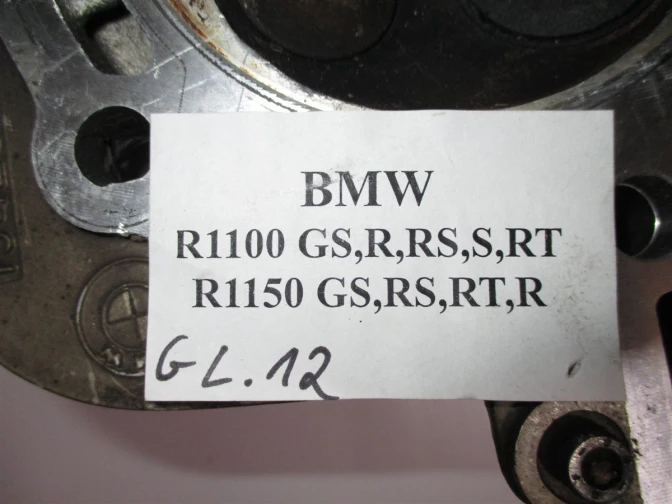 BMW
R1100 GS,R,RS,S,RT
R1150 GS,RS,RT,R
GL.12